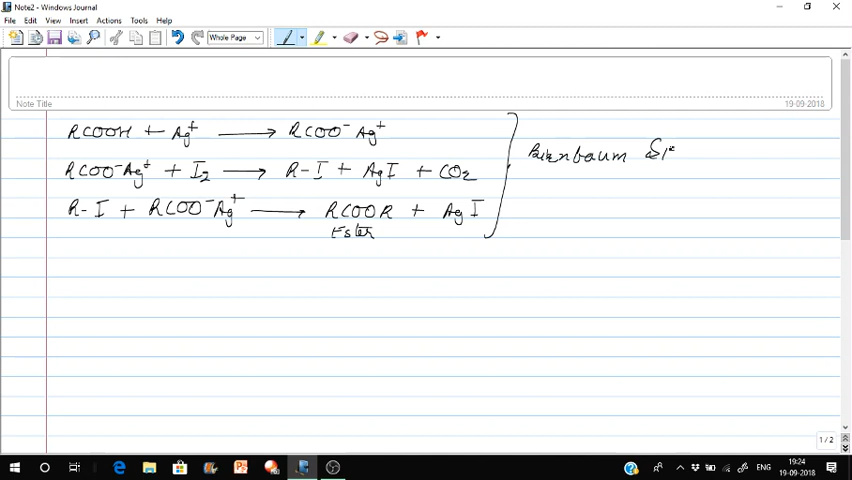 Note2 - Windows Journal
File Edit View Insert Actions Tools Help
Whole Page
Note Title
19-09-2018
RCOOH + Ag⁺ ⟶ RCOO⁻ Ag⁺
RCOO⁻Ag⁺ + I₂ ⟶ R-I + AgI + CO₂
Birnbaum Si
R-I + RCOO⁻Ag⁺ ⟶ RCOOR + AgI
Ester
1 / 2
ENG
19:24
19-09-2018